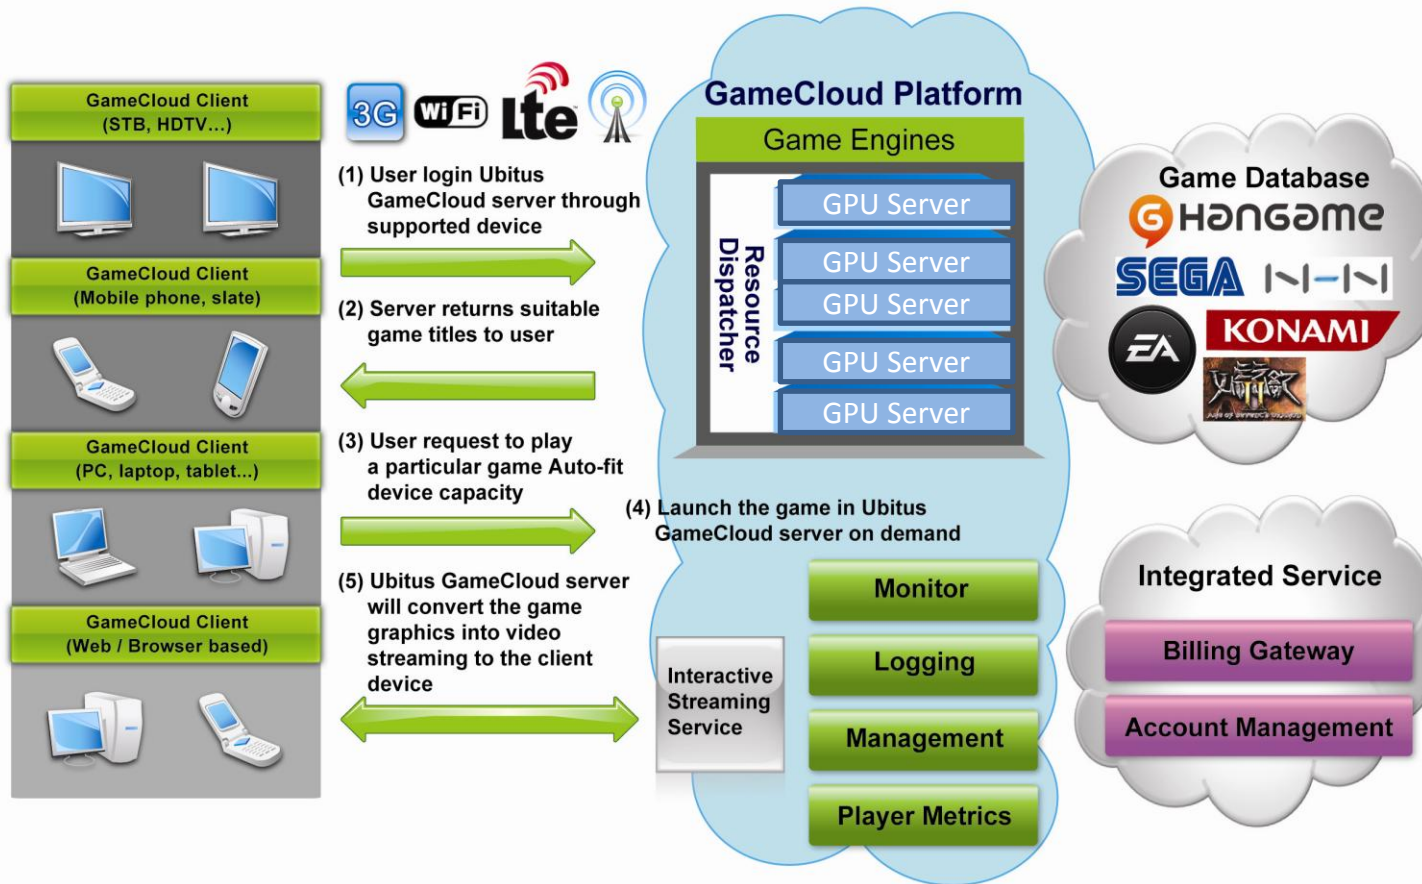 GameCloud Client
(STB, HDTV...)
GameCloud Client
(Mobile phone, slate)
GameCloud Client
(PC, laptop, tablet...)
GameCloud Client
(Web / Browser based)
3G
WiFi
Lte
(1) User login Ubitus
GameCloud server through
supported device
(2) Server returns suitable
game titles to user
(3) User request to play
a particular game Auto-fit
device capacity
(4) Launch the game in Ubitus
GameCloud server on demand
(5) Ubitus GameCloud server
will convert the game
graphics into video
streaming to the client
device
GameCloud Platform
Game Engines
Resource
Dispatcher
GPU Server
GPU Server
GPU Server
GPU Server
GPU Server
Interactive
Streaming
Service
Monitor
Logging
Management
Player Metrics
Game Database
HanGame
SEGA
EA
KONAMI
Integrated Service
Billing Gateway
Account Management